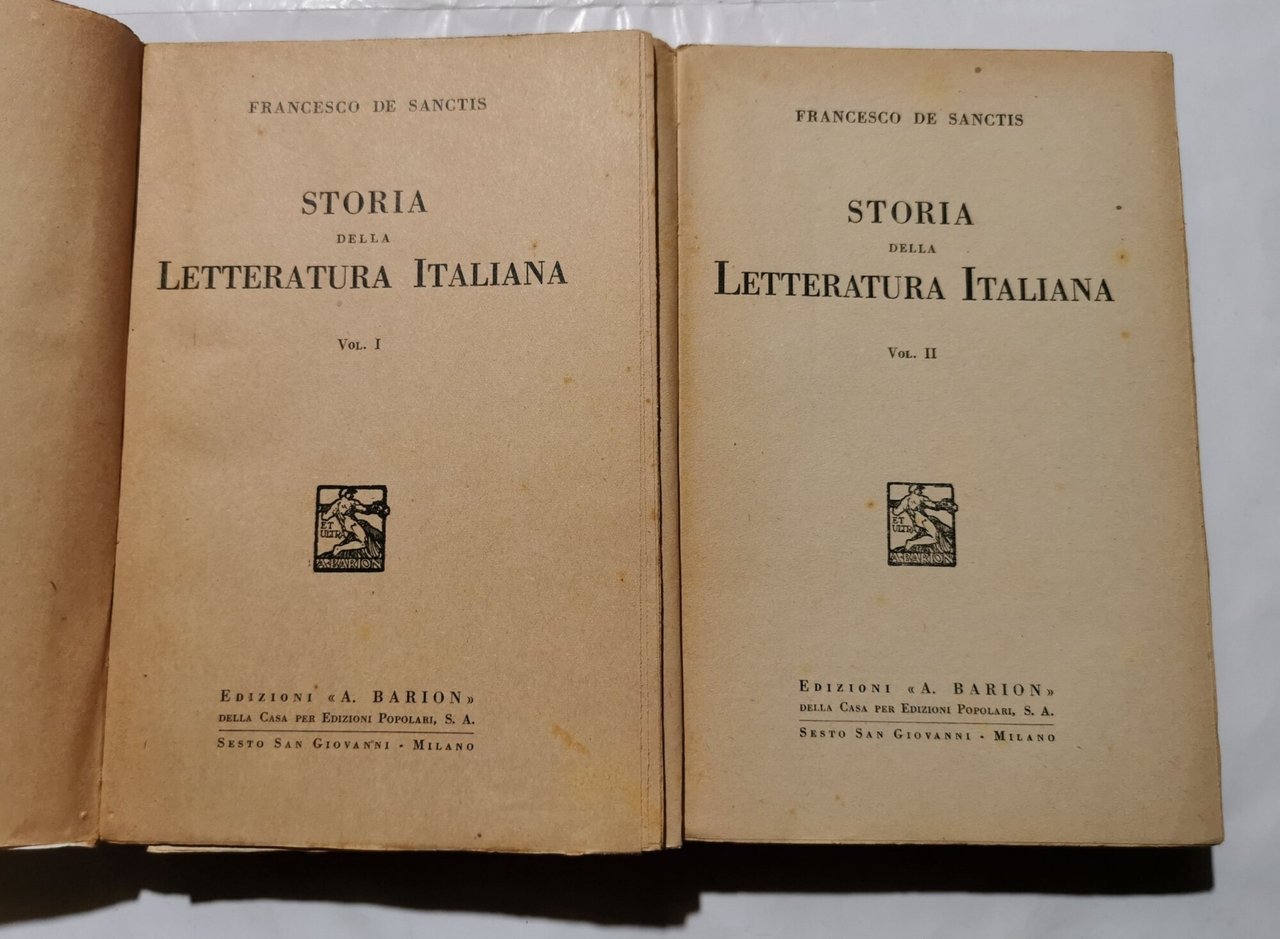 FRANCESCO DE SANCTIS
STORIA
DELLA
LETTERATURA ITALIANA
VOL. I
ET
ULTRA
A·BARION
EDIZIONI «A. BARION»
DELLA CASA PER EDIZIONI POPOLARI, S. A.
SESTO SAN GIOVANNI - MILANO
FRANCESCO DE SANCTIS
STORIA
DELLA
LETTERATURA ITALIANA
VOL. II
ET
ULTRA
A·BARION
EDIZIONI «A. BARION»
DELLA CASA PER EDIZIONI POPOLARI, S. A.
SESTO SAN GIOVANNI - MILANO